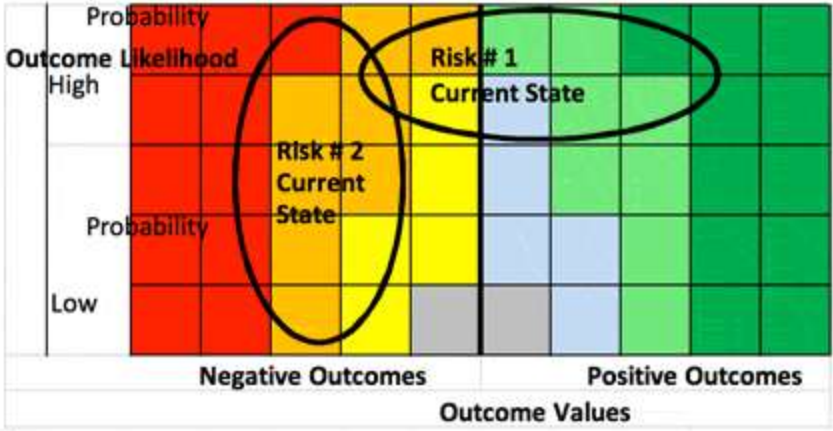 Probability
Outcome Likelihood
High
Risk # 1
Current State
Risk # 2
Current
State
Probability
Low
Negative Outcomes
Positive Outcomes
Outcome Values